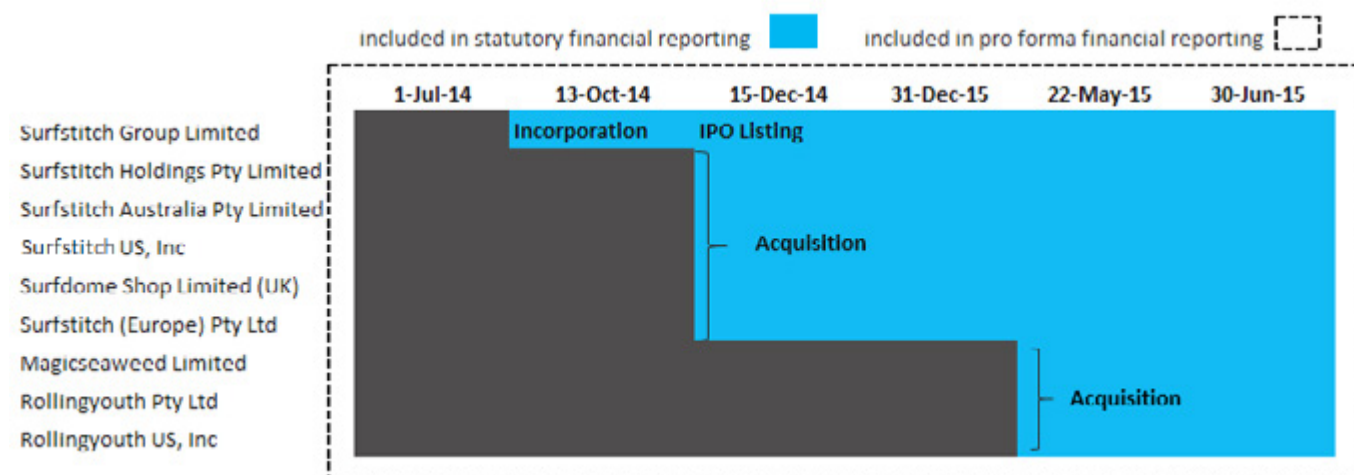 included in statutory financial reporting included in pro forma financial reporting
1-Jul-14 13-Oct-14 15-Dec-14 31-Dec-15 22-May-15 30-Jun-15
Surfstitch Group Limited Incorporation IPO Listing
Surfstitch Holdings Pty Limited
Surfstitch Australia Pty Limited
Surfstitch US, Inc Acquisition
Surfdome Shop Limited (UK)
Surfstitch (Europe) Pty Ltd
Magicseaweed Limited
Rollingyouth Pty Ltd Acquisition
Rollingyouth US, Inc